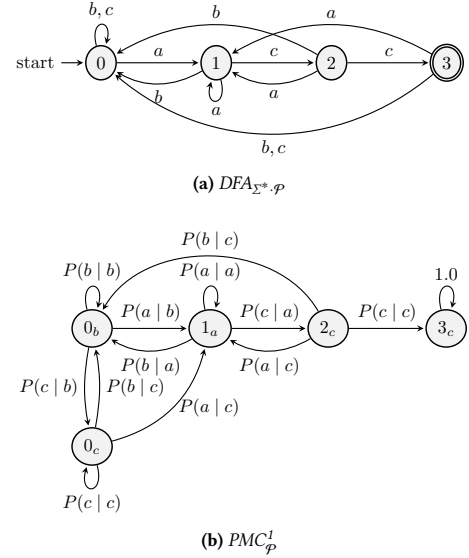 b, c
b
a
start
0
a
1
c
2
c
3
b
a
a
b, c
(a) DFA_{Σ*·𝒫}
P(b | c)
P(b | b)
P(a | a)
1.0
0_b
P(a | b)
1_a
P(c | a)
2_c
P(c | c)
3_c
P(b | a)
P(a | c)
P(c | b)
P(b | c)
P(a | c)
0_c
P(c | c)
(b) PMC^1_𝒫